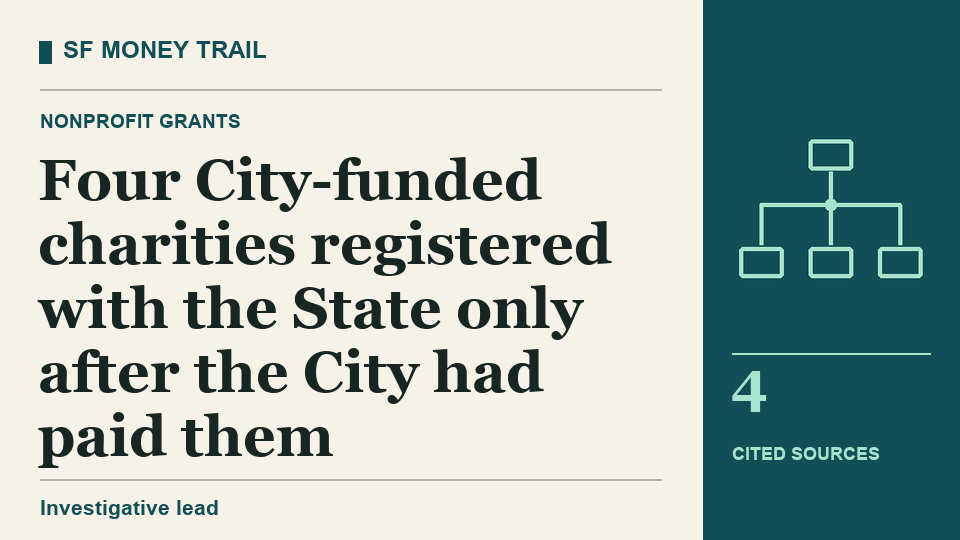 SF MONEY TRAIL
NONPROFIT GRANTS
Four City-funded
charities registered
with the State only
after the City had
paid them
Investigative lead
4
CITED SOURCES